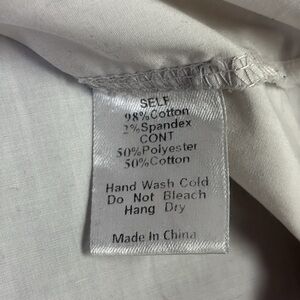 SELF
98%Cotton
2%Spandex
CONT
50%Polyester
50%Cotton
Hand Wash Cold
Do Not Bleach
Hang Dry
Made In China